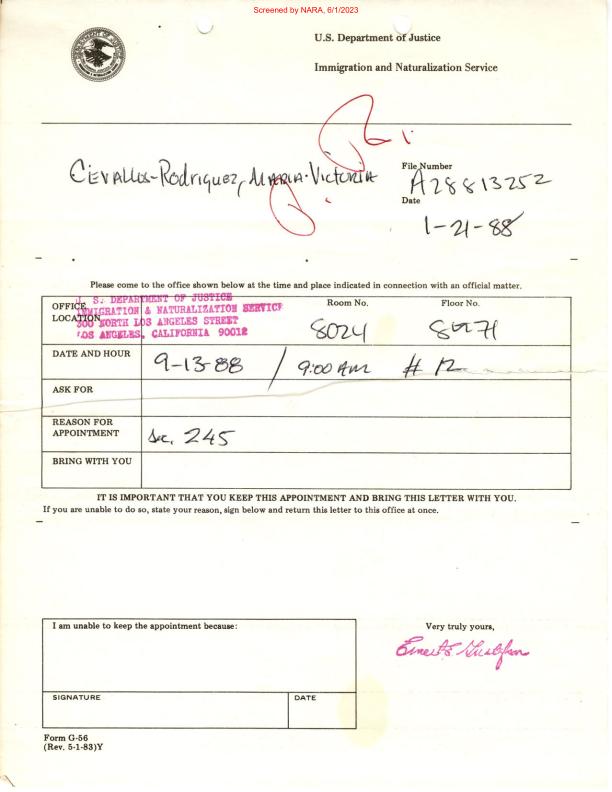 Screened by NARA, 6/1/2023
U.S. Department of Justice
Immigration and Naturalization Service
Cevallos-Rodriguez, Maria-Victoria
File Number
A28813252
Date
1-21-88
Please come to the office shown below at the time and place indicated in connection with an official matter.
OFFICE LOCATION
U. S. DEPARTMENT OF JUSTICE
IMMIGRATION & NATURALIZATION SERVICE
300 NORTH LOS ANGELES STREET
LOS ANGELES, CALIFORNIA 90012
Room No.
8024
Floor No.
DATE AND HOUR
9-13-88 / 9:00 AM # 12
ASK FOR
REASON FOR
APPOINTMENT
Sec. 245
BRING WITH YOU
IT IS IMPORTANT THAT YOU KEEP THIS APPOINTMENT AND BRING THIS LETTER WITH YOU.
If you are unable to do so, state your reason, sign below and return this letter to this office at once.
I am unable to keep the appointment because:
Very truly yours,
Ernest E. Gustafson
SIGNATURE
DATE
Form G-56
(Rev. 5-1-83)Y